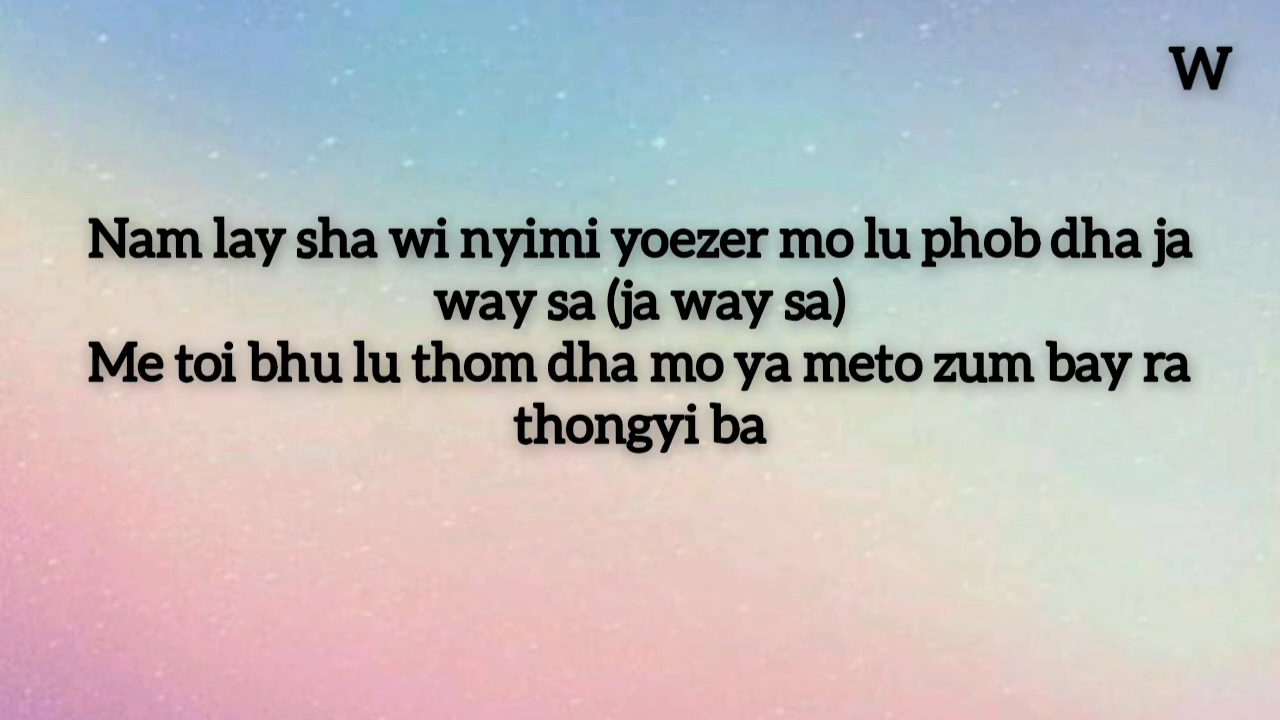 W
Nam lay sha wi nyimi yoezer mo lu phob dha ja
way sa (ja way sa)
Me toi bhu lu thom dha mo ya meto zum bay ra
thongyi ba